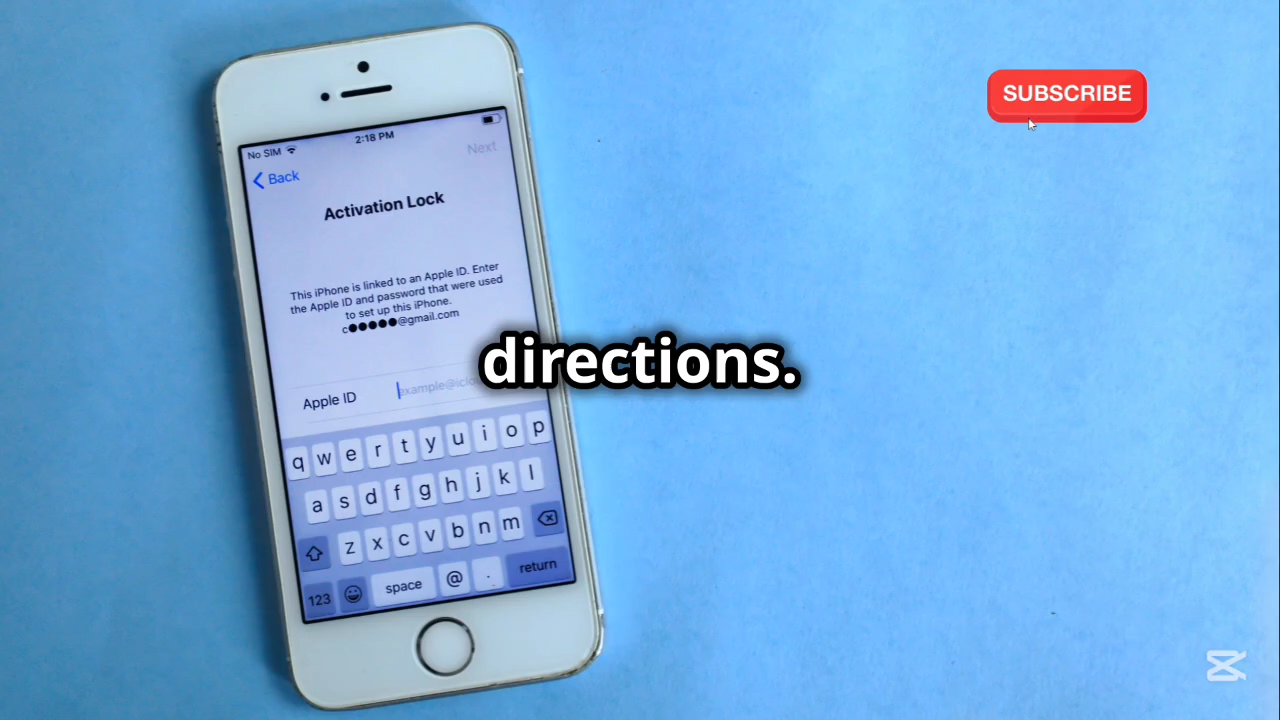 SUBSCRIBE
No SIM
2:18 PM
Back
Next
Activation Lock
This iPhone is linked to an Apple ID. Enter
the Apple ID and password that were used
to set up this iPhone.
c●●●●●@gmail.com
directions.
Apple ID example@iclo
q w e r t y u i o p
a s d f g h j k l
z x c v b n m
123 space @ . return